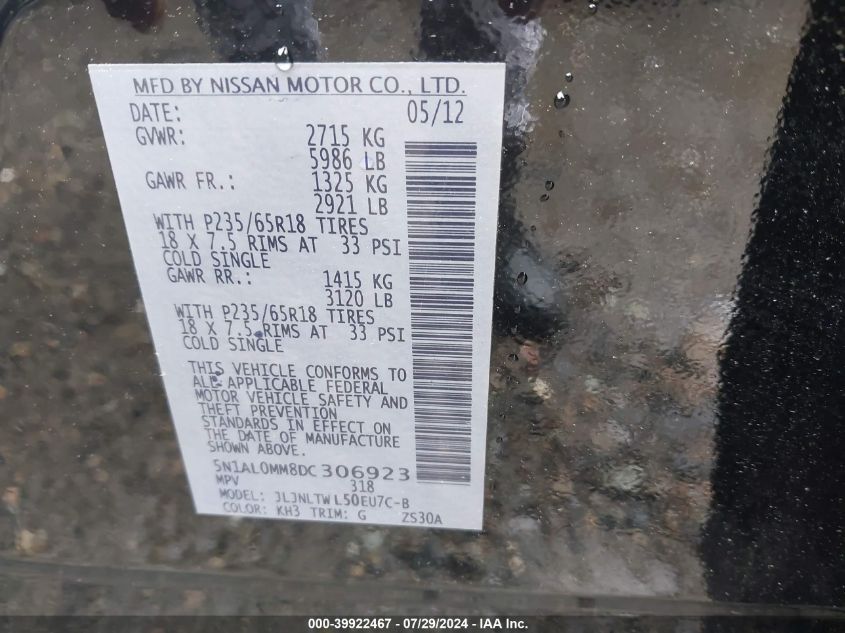 MFD BY NISSAN MOTOR CO., LTD.
DATE: 05/12
GVWR: 2715 KG
5986 LB
GAWR FR.: 1325 KG
2921 LB
WITH P235/65R18 TIRES
18 X 7.5 RIMS AT 33 PSI
COLD SINGLE
GAWR RR.: 1415 KG
3120 LB
WITH P235/65R18 TIRES
18 X 7.5 RIMS AT 33 PSI
COLD SINGLE
THIS VEHICLE CONFORMS TO
ALL APPLICABLE FEDERAL
MOTOR VEHICLE SAFETY AND
THEFT PREVENTION
STANDARDS IN EFFECT ON
THE DATE OF MANUFACTURE
SHOWN ABOVE.
5N1AL0MM8DC306923
MPV 318
MODEL: JLJNLTWL50EU7C-B
COLOR: KH3 TRIM: G ZS30A
000-39922467 - 07/29/2024 - IAA Inc.